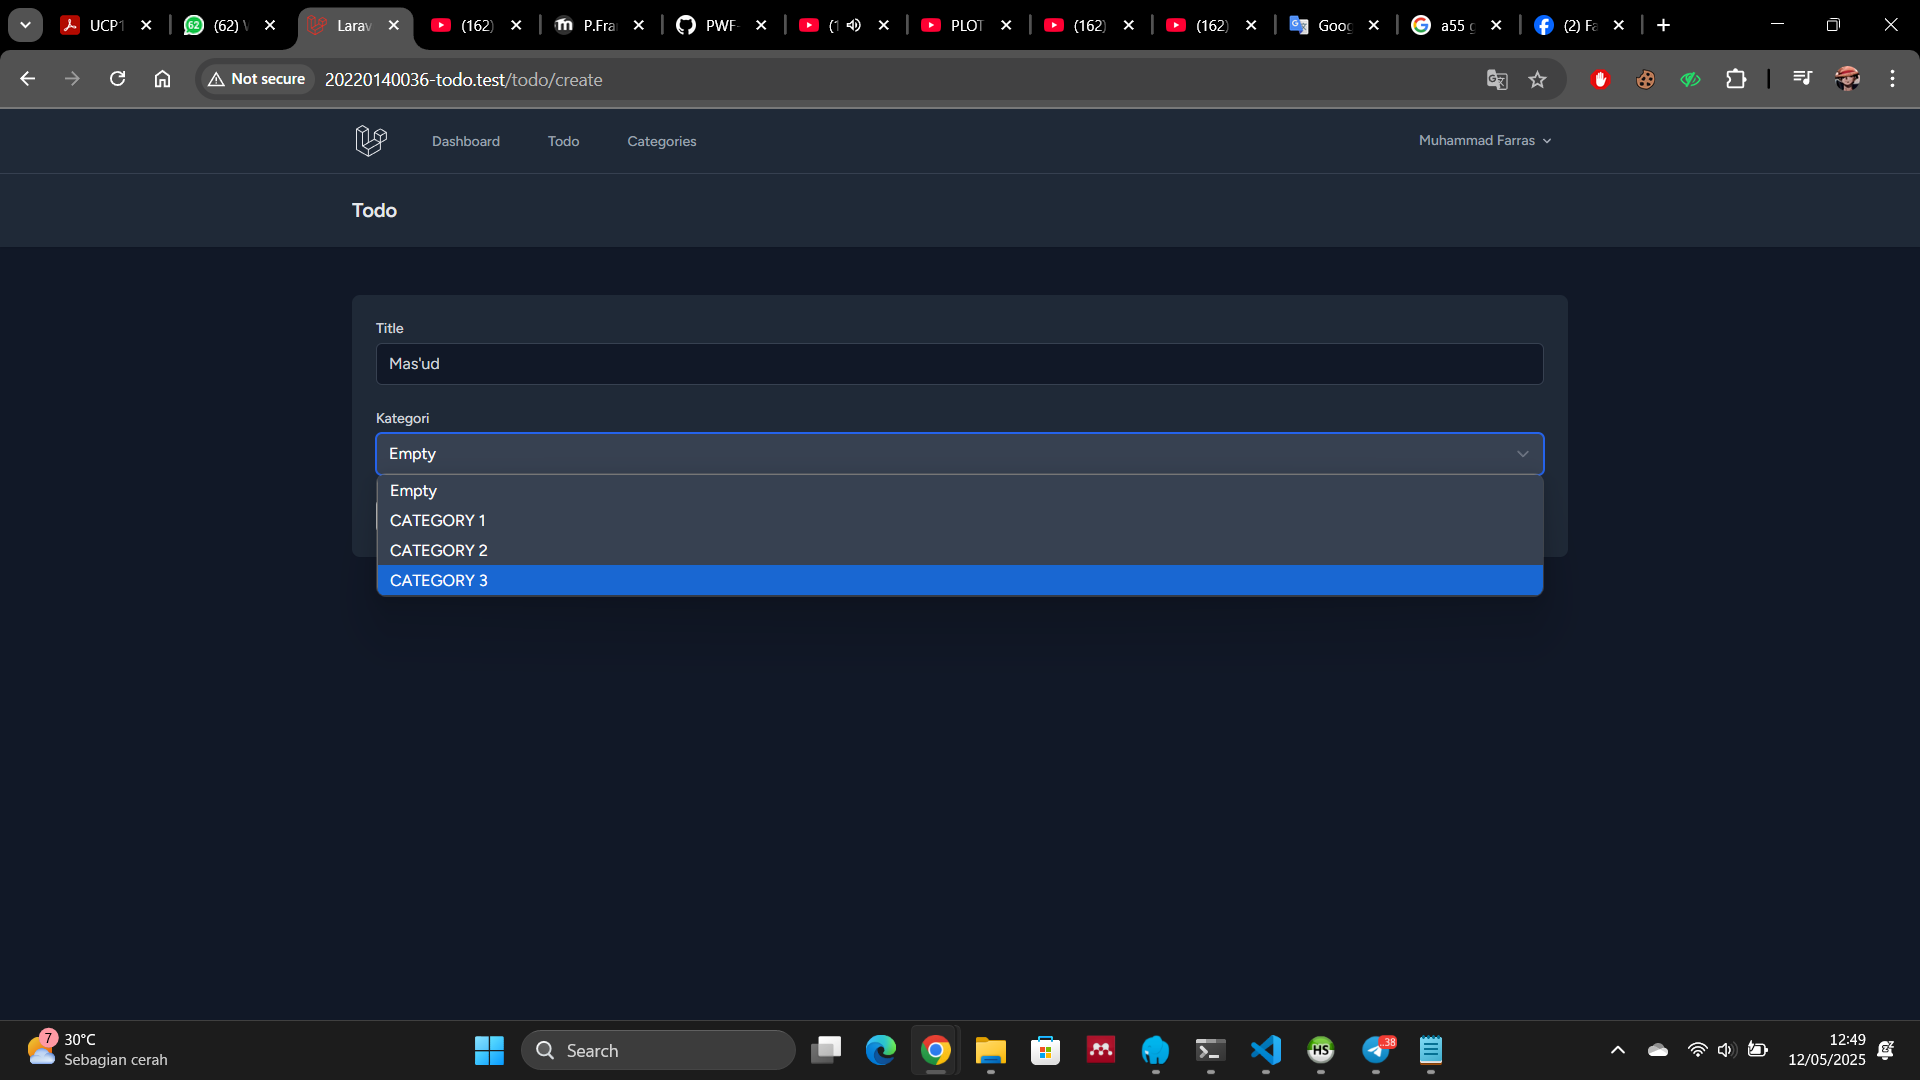 UCP1
(62) W
Larav
(162)
P.Fra
PWF-
(1
PLOT
(162)
(162)
Goog
a55 g
(2) Fa
Not secure
20220140036-todo.test/todo/create
Dashboard
Todo
Categories
Muhammad Farras
Todo
Title
Mas'ud
Kategori
Empty
Empty
CATEGORY 1
CATEGORY 2
CATEGORY 3
7
30°C
Sebagian cerah
Search
HS
38
12:49
12/05/2025